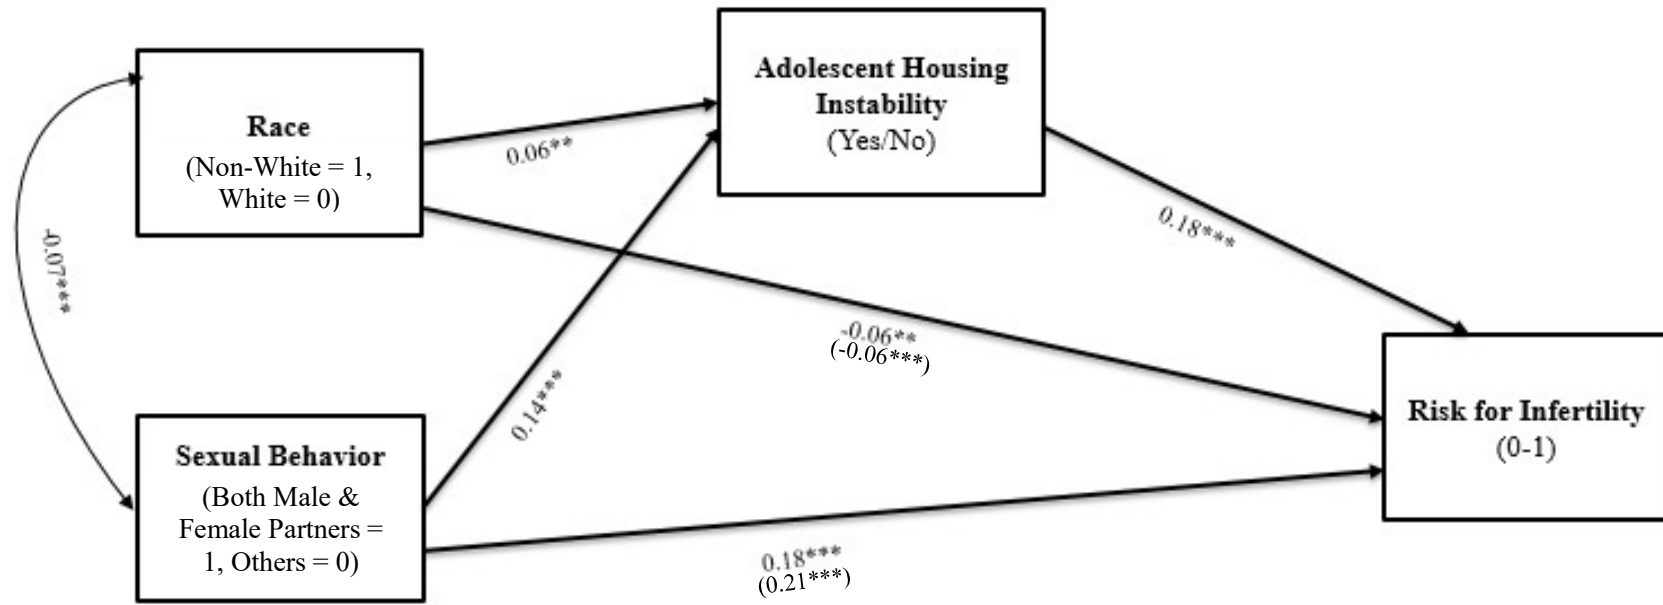 Adolescent Housing
Instability
(Yes/No)
Race
(Non-White = 1,
White = 0)
0.06**
0.18***
-0.07***
-0.06**
(-0.06***)
0.14***
Risk for Infertility
(0-1)
Sexual Behavior
(Both Male &
Female Partners =
1, Others = 0)
0.18***
(0.21***)